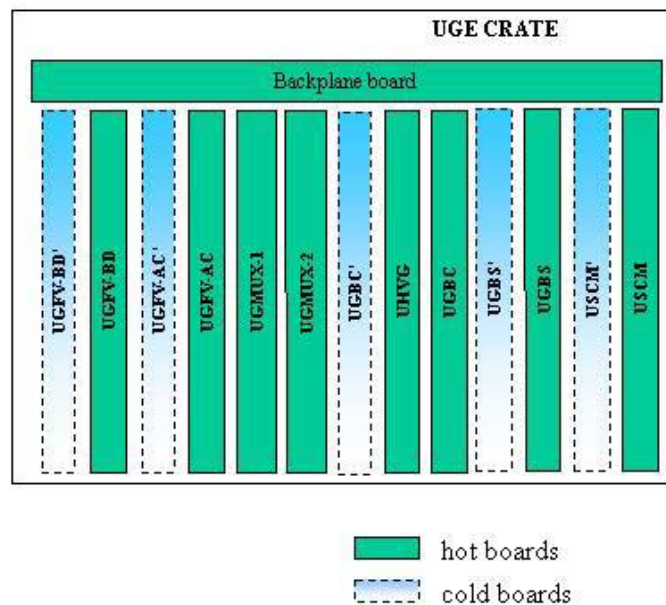 UGE CRATE
Backplane board
UGFV-BD'
UGFV-BD
UGFV-AC'
UGFV-AC
UGMUX-1
UGMUX-2
UGBC'
UHVG
UGBC
UGBS'
UGBS
USCM'
USCM
hot boards
cold boards